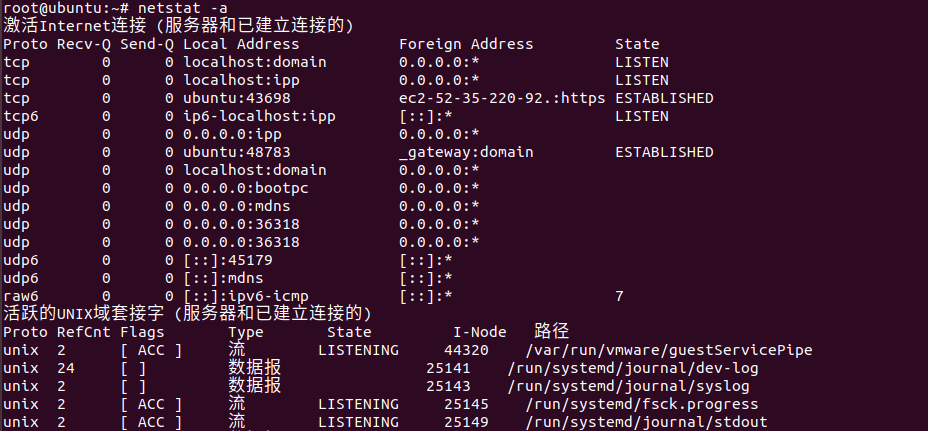 root@ubuntu:~# netstat -a
激活Internet连接 (服务器和已建立连接的)
Proto Recv-Q Send-Q Local Address           Foreign Address         State
tcp        0      0 localhost:domain        0.0.0.0:*               LISTEN
tcp        0      0 localhost:ipp           0.0.0.0:*               LISTEN
tcp        0      0 ubuntu:43698            ec2-52-35-220-92.:https ESTABLISHED
tcp6       0      0 ip6-localhost:ipp       [::]:*                  LISTEN
udp        0      0 0.0.0.0:ipp             0.0.0.0:*
udp        0      0 ubuntu:48783            _gateway:domain         ESTABLISHED
udp        0      0 localhost:domain        0.0.0.0:*
udp        0      0 0.0.0.0:bootpc          0.0.0.0:*
udp        0      0 0.0.0.0:mdns            0.0.0.0:*
udp        0      0 0.0.0.0:36318           0.0.0.0:*
udp        0      0 0.0.0.0:36318           0.0.0.0:*
udp6       0      0 [::]:45179              [::]:*
udp6       0      0 [::]:mdns               [::]:*
raw6       0      0 [::]:ipv6-icmp          [::]:*                  7
活跃的UNIX域套接字 (服务器和已建立连接的)
Proto RefCnt Flags       Type       State         I-Node   路径
unix  2      [ ACC ]     流        LISTENING     44320    /var/run/vmware/guestServicePipe
unix  24     [ ]         数据报                25141    /run/systemd/journal/dev-log
unix  2      [ ]         数据报                25143    /run/systemd/journal/syslog
unix  2      [ ACC ]     流        LISTENING     25145    /run/systemd/fsck.progress
unix  2      [ ACC ]     流        LISTENING     25149    /run/systemd/journal/stdout